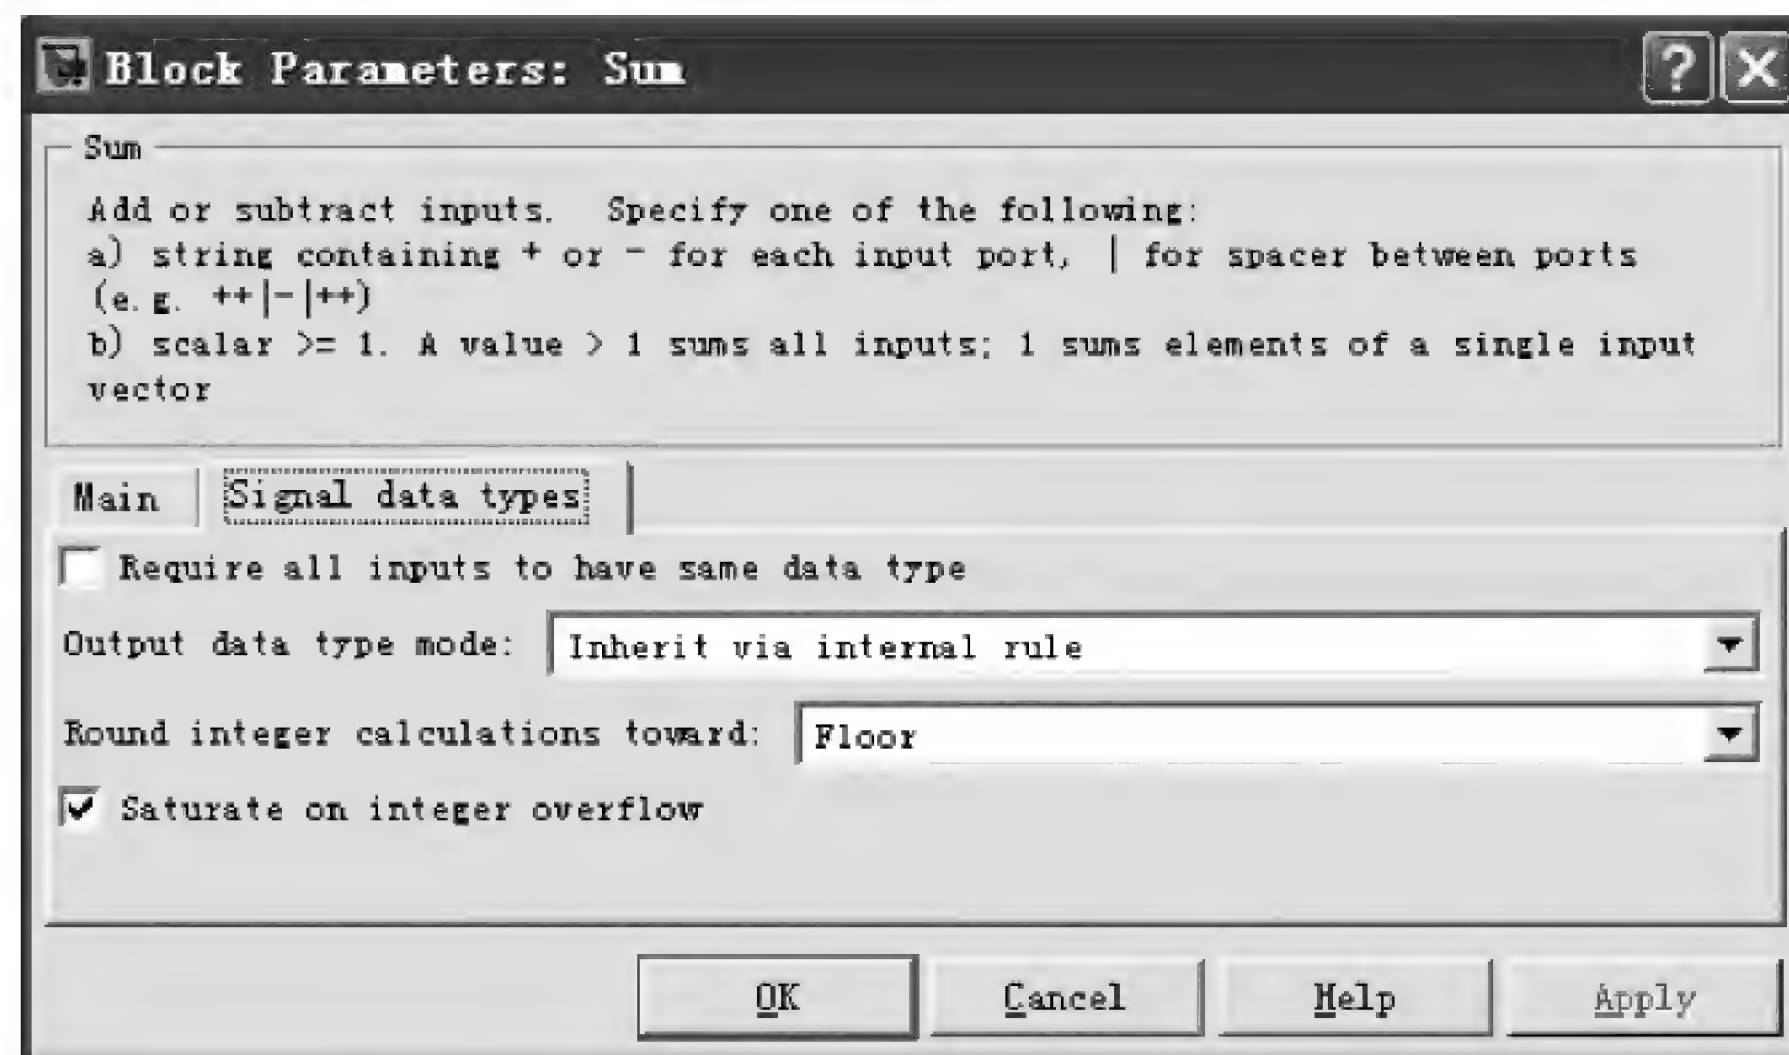 Block Parameters: Sum
Sum
Add or subtract inputs. Specify one of the following:
a) string containing + or - for each input port, | for spacer between ports
(e.g. ++|-|++)
b) scalar >= 1. A value > 1 sums all inputs; 1 sums elements of a single input
vector
Main Signal data types
Require all inputs to have same data type
Output data type mode: Inherit via internal rule
Round integer calculations toward: Floor
Saturate on integer overflow
OK Cancel Help Apply